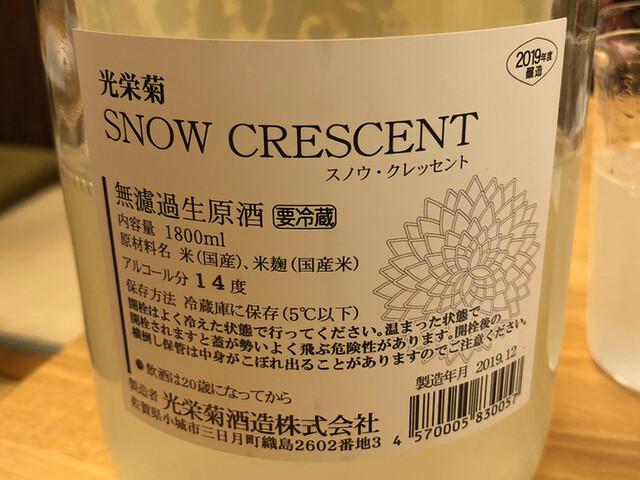 2019年度
醸造
光栄菊
SNOW CRESCENT
スノウ・クレッセント
無濾過生原酒 要冷蔵
内容量 1800ml
原材料名 米(国産)、米麹(国産米)
アルコール分 14度
保存方法 冷蔵庫に保存(5℃以下)
開栓はよく冷えた状態で行ってください。温まった状態で
開栓されますと蓋が勢いよく飛ぶ危険性があります。開栓後の
横倒し保管は中身がこぼれ出ることがありますのでご注意ください。
●飲酒は20歳になってから
製造年月 2019.12
製造者 光栄菊酒造株式会社
佐賀県小城市三日月町織島2602番地3
4 570005 830057